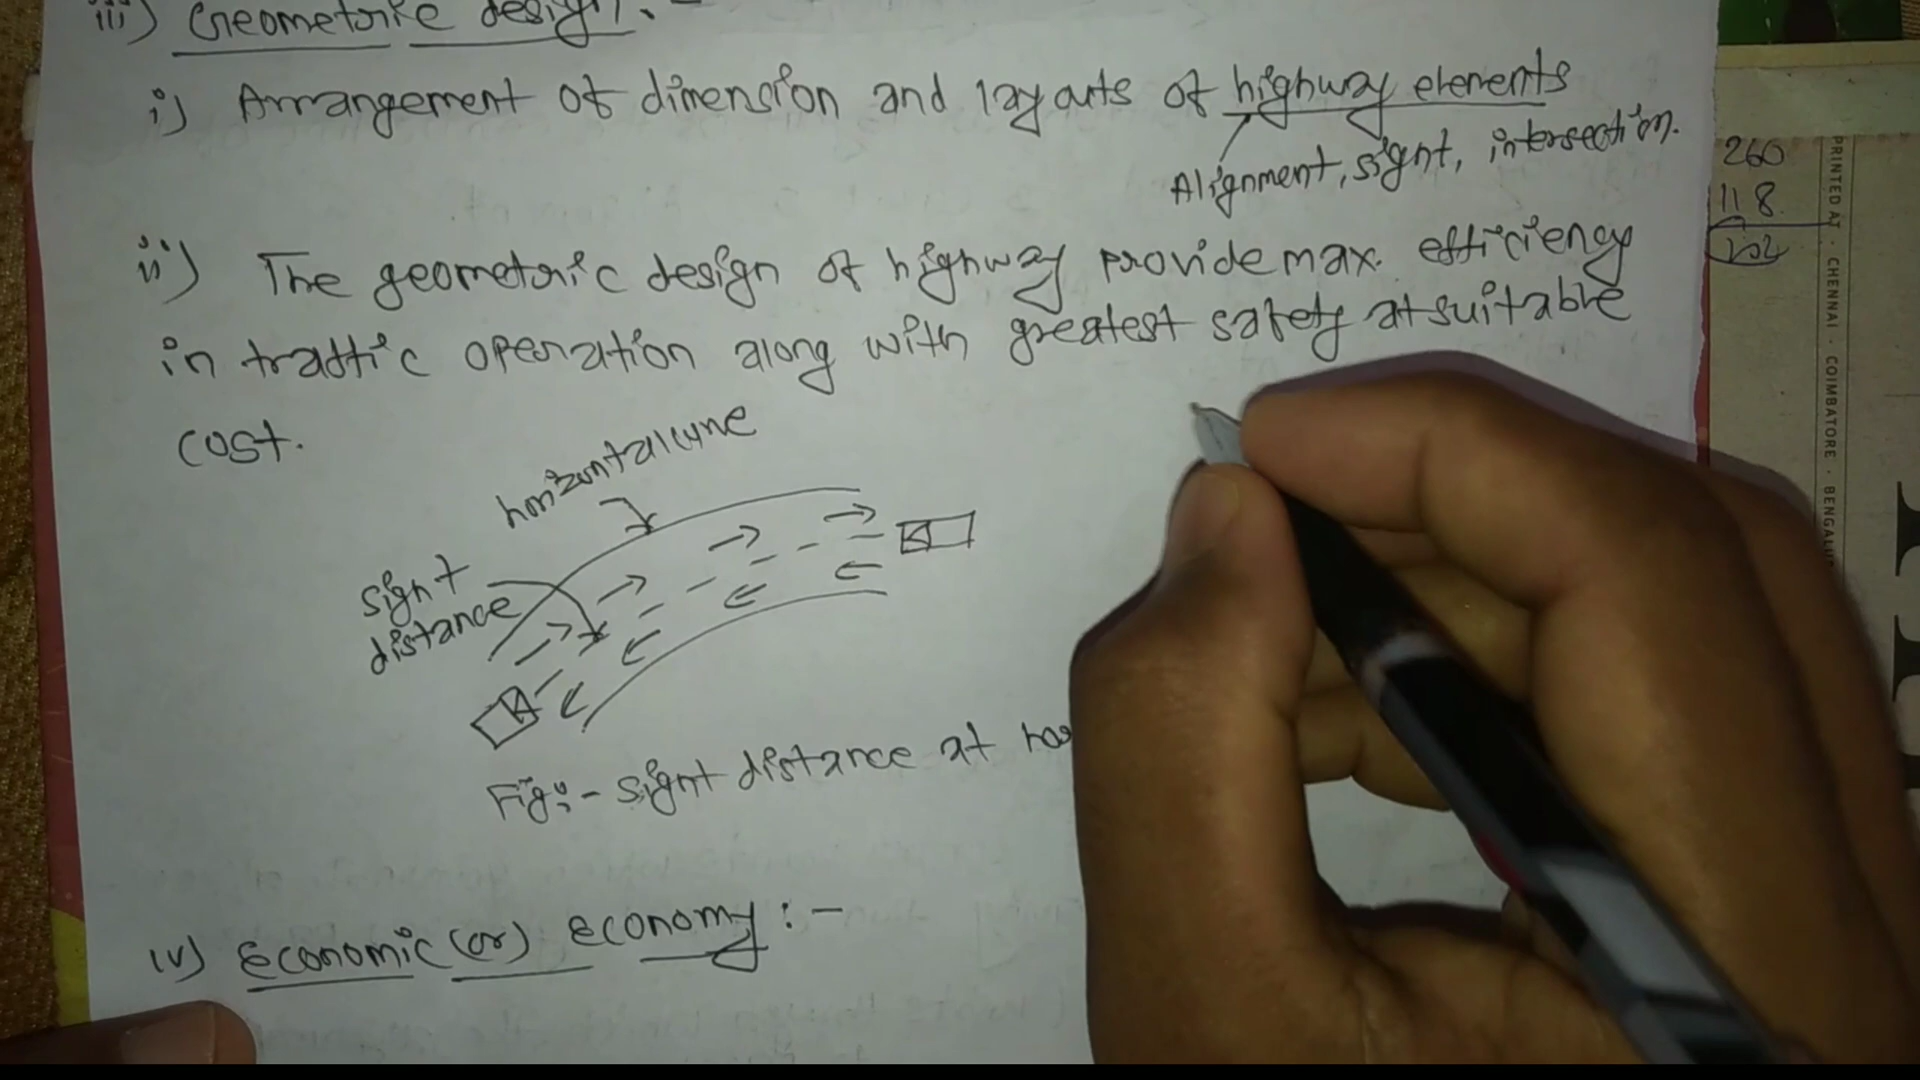 iii) Geometric design :-
i) Arrangement of dimension and layouts of highway elements
Alignment, sight, intersection.
ii) The geometric design of highway provide max. efficiency
in traffic operation along with greatest safety at suitable
cost.
horizontal curve
sight
distance
Fig:- sight distance at
iv) Economic (or) economy :-
260
118
PRINTED AT · CHENNAI · COIMBATORE ·